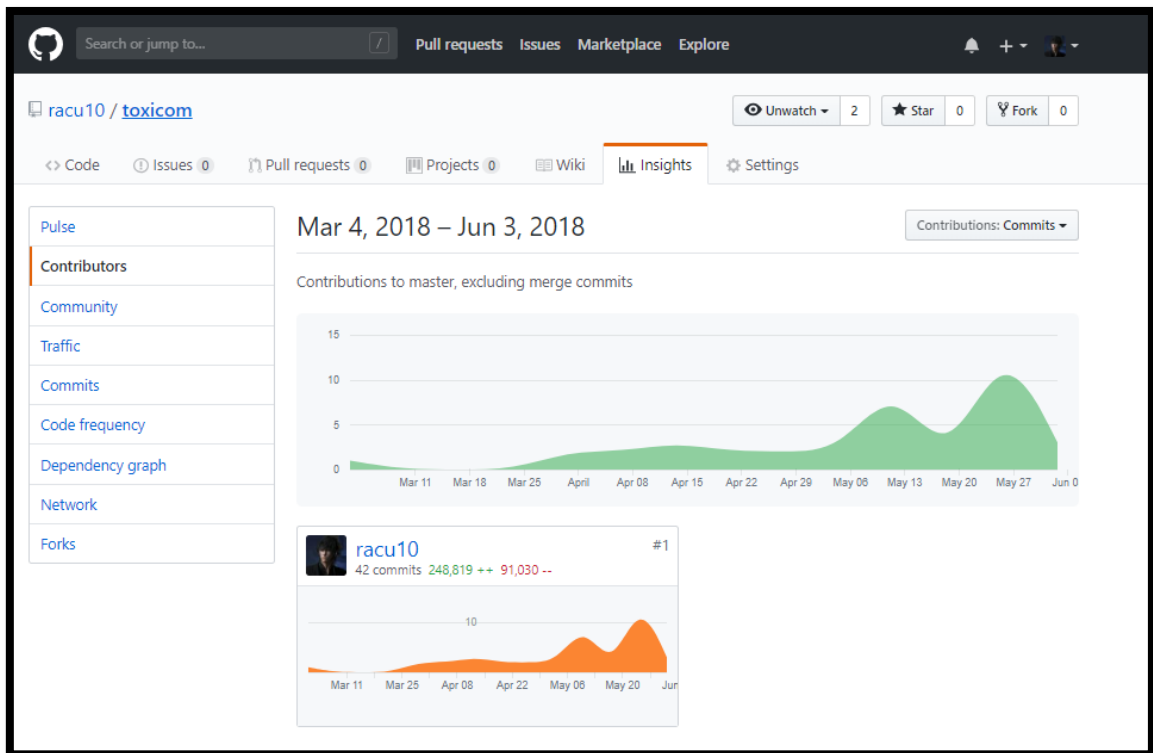 Search or jump to... /
Pull requests Issues Marketplace Explore
racu10 / toxicom
Unwatch 2 Star 0 Fork 0
Code Issues 0 Pull requests 0 Projects 0 Wiki Insights Settings
Pulse
Contributors
Community
Traffic
Commits
Code frequency
Dependency graph
Network
Forks
Mar 4, 2018 – Jun 3, 2018
Contributions: Commits
Contributions to master, excluding merge commits
15
10
5
0
Mar 11 Mar 18 Mar 25 April Apr 08 Apr 15 Apr 22 Apr 29 May 06 May 13 May 20 May 27 Jun 0
racu10 #1
42 commits 248,819 ++ 91,030 --
10
Mar 11 Mar 25 Apr 08 Apr 22 May 06 May 20 Jun